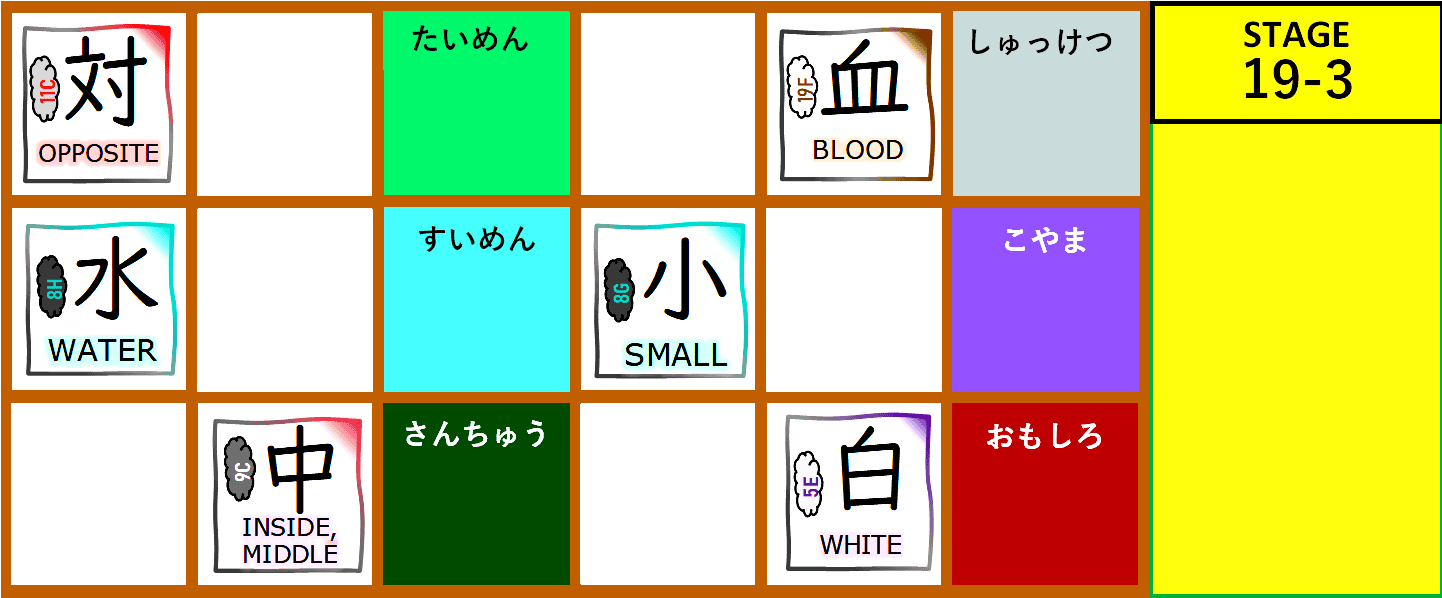 対
11C
OPPOSITE
たいめん
19F
血
BLOOD
しゅっけつ
STAGE
19-3
8H
水
WATER
すいめん
8G
小
SMALL
こやま
9C
中
INSIDE,
MIDDLE
さんちゅう
5E
白
WHITE
おもしろ